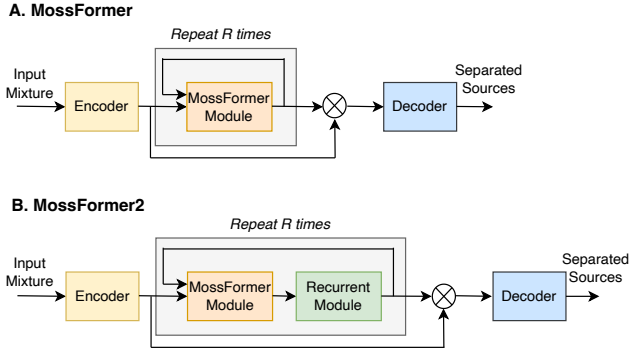 A. MossFormer
Repeat R times
Input
Mixture
Encoder
MossFormer
Module
Decoder
Separated
Sources
B. MossFormer2
Repeat R times
Input
Mixture
Encoder
MossFormer
Module
Recurrent
Module
Decoder
Separated
Sources